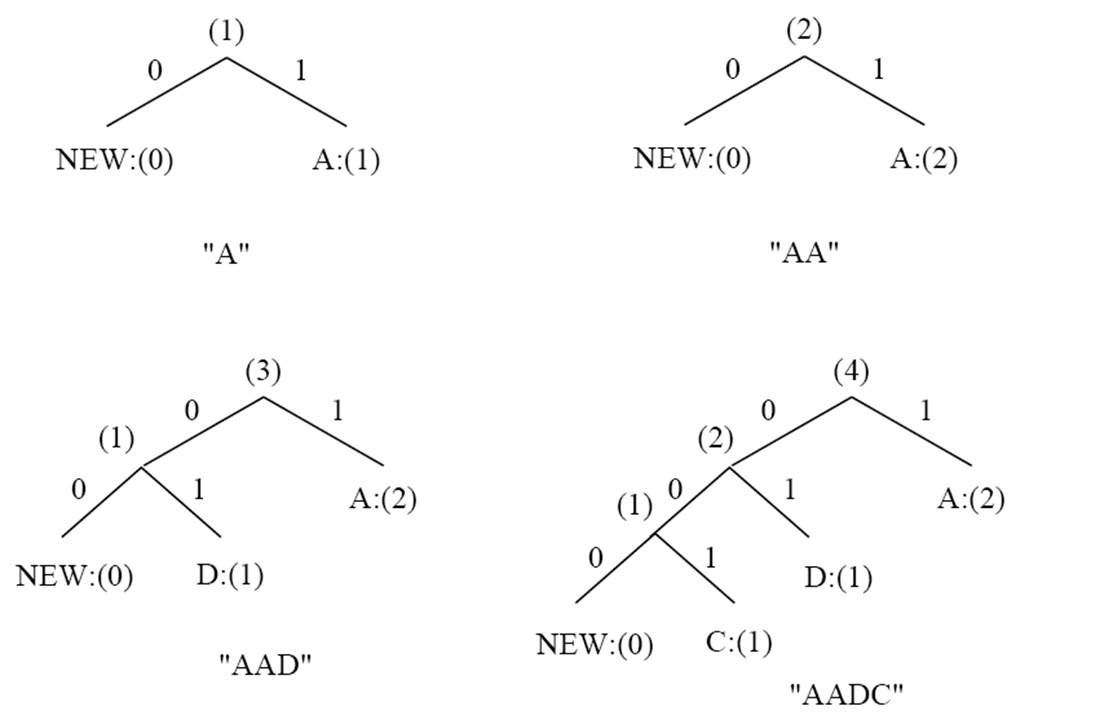 (1)
(2)
0
1
0
1
NEW:(0)
A:(1)
NEW:(0)
A:(2)
"A"
"AA"
(3)
(4)
0
1
0
1
(1)
(2)
0
1
A:(2)
(1)
0
1
A:(2)
NEW:(0)
D:(1)
0
1
D:(1)
NEW:(0)
C:(1)
"AAD"
"AADC"